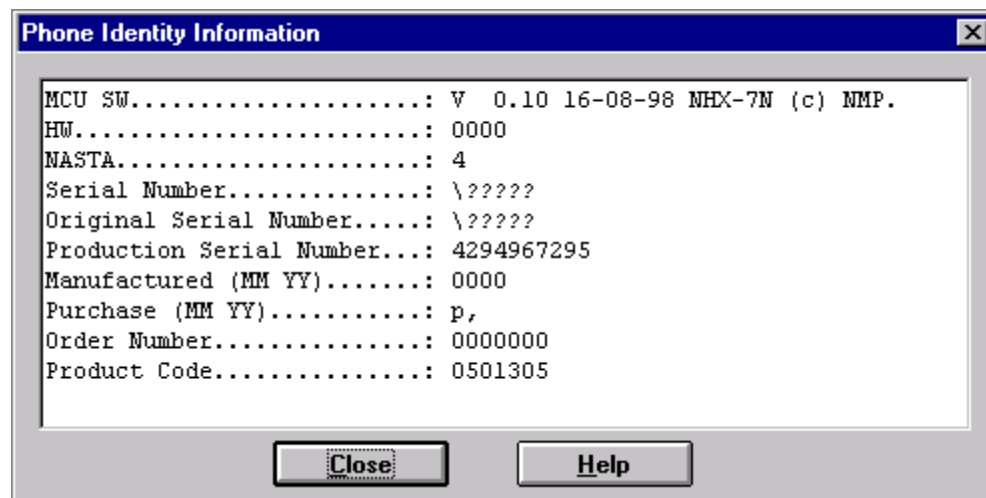 Phone Identity Information
MCU SW.....................: V  0.10 16-08-98 NHX-7N (c) NMP.
HW.........................: 0000
NASTA......................: 4
Serial Number..............: \?????
Original Serial Number.....: \?????
Production Serial Number...: 4294967295
Manufactured (MM YY).......: 0000
Purchase (MM YY)...........: p,
Order Number...............: 0000000
Product Code...............: 0501305
Close
Help